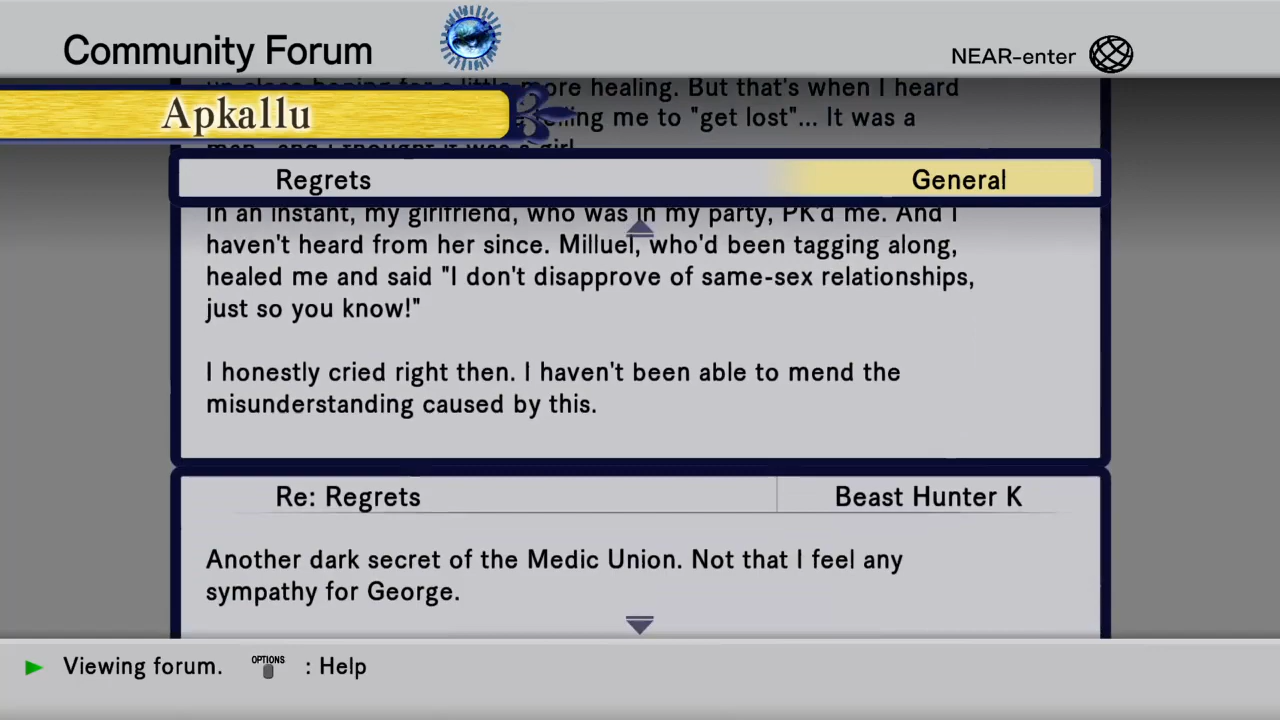 Community Forum
NEAR-enter
more healing. But that's when I heard
Apkallu
telling me to "get lost"... It was a
Regrets
General
In an instant, my girlfriend, who was in my party, PK'd me. And I
haven't heard from her since. Milluel, who'd been tagging along,
healed me and said "I don't disapprove of same-sex relationships,
just so you know!"
I honestly cried right then. I haven't been able to mend the
misunderstanding caused by this.
Re: Regrets
Beast Hunter K
Another dark secret of the Medic Union. Not that I feel any
sympathy for George.
Viewing forum.
OPTIONS
: Help